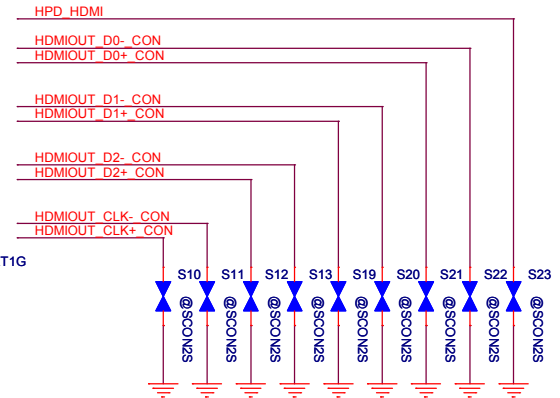 HPD_HDMI
HDMIOUT_D0-_CON
HDMIOUT_D0+_CON
HDMIOUT_D1-_CON
HDMIOUT_D1+_CON
HDMIOUT_D2-_CON
HDMIOUT_D2+_CON
HDMIOUT_CLK-_CON
HDMIOUT_CLK+_CON
T1G
S10 S11 S12 S13 S19 S20 S21 S22 S23
@SCON2S @SCON2S @SCON2S @SCON2S @SCON2S @SCON2S @SCON2S @SCON2S @SCON2S